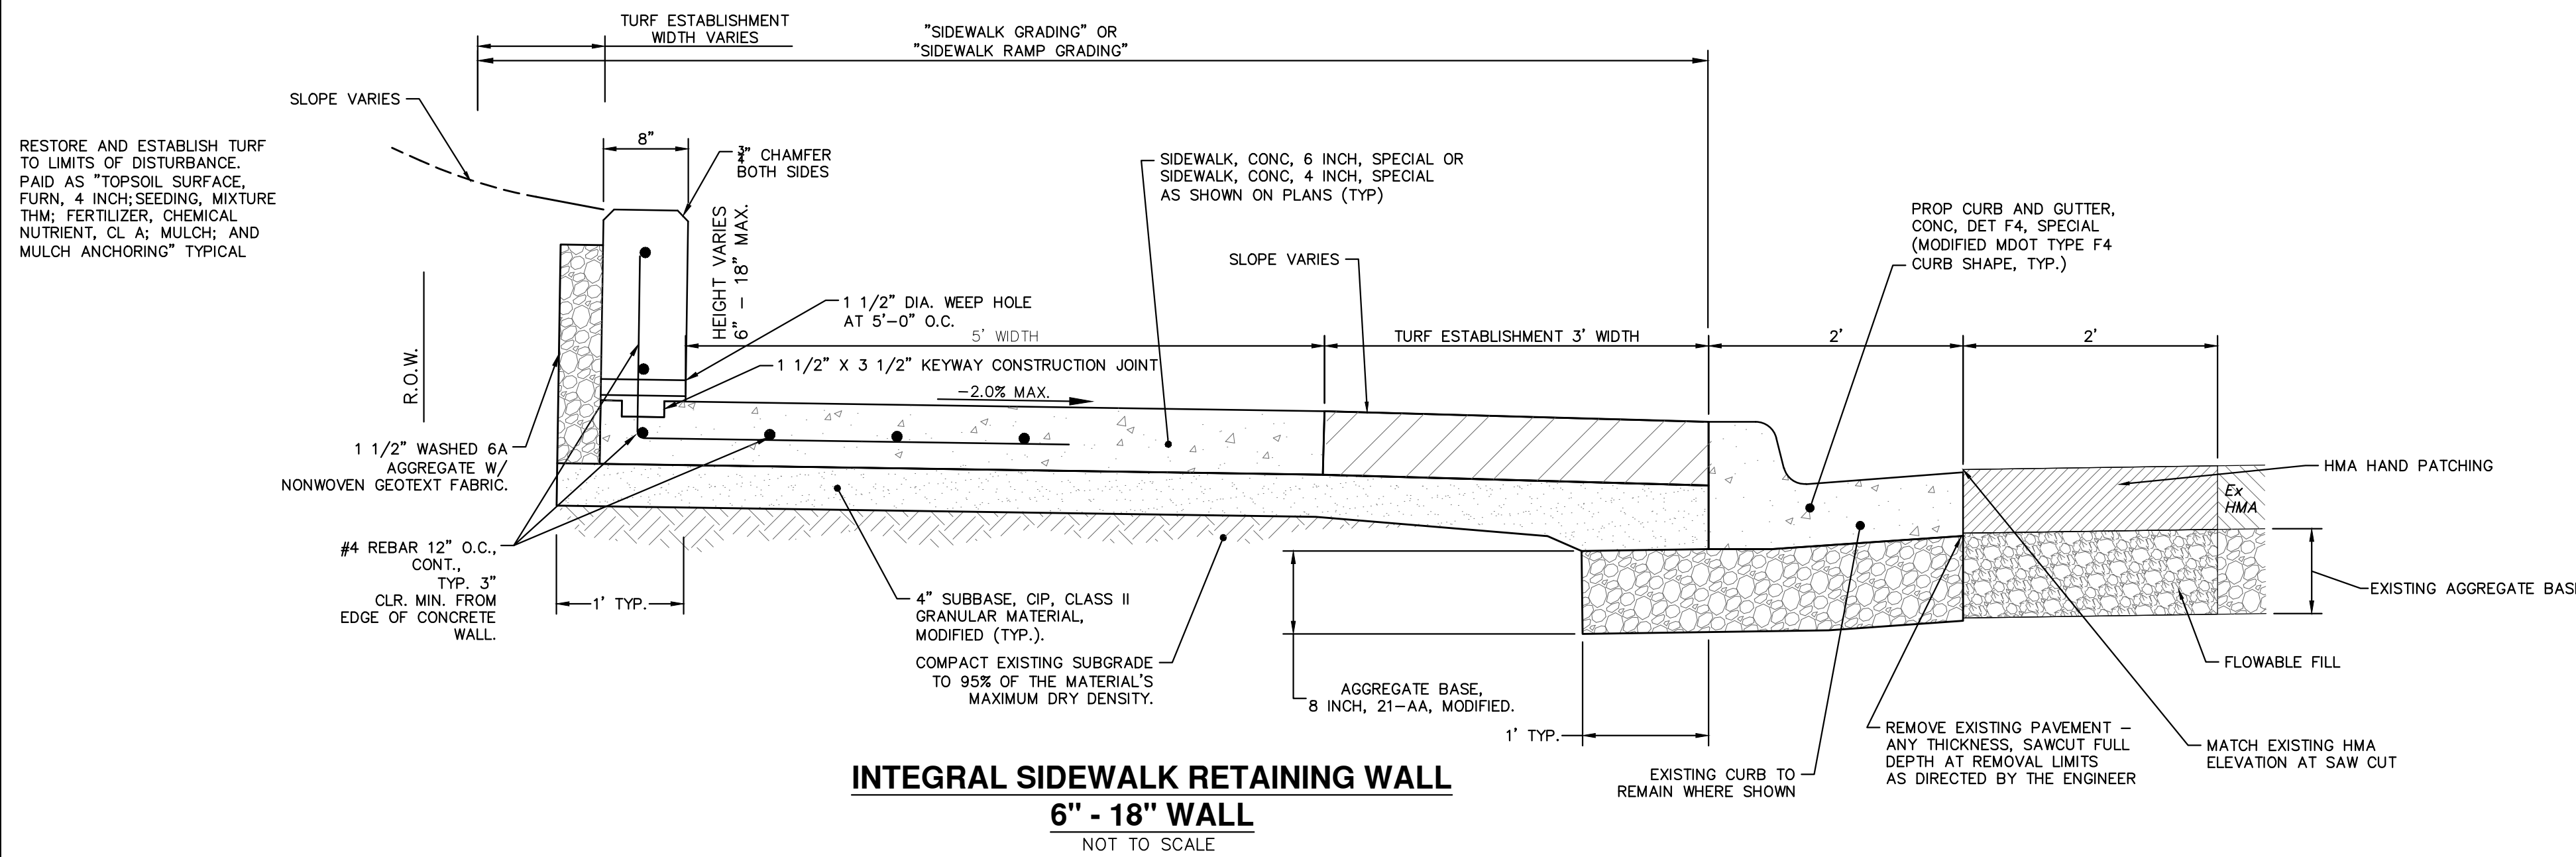 TURF ESTABLISHMENT
WIDTH VARIES
"SIDEWALK GRADING" OR
"SIDEWALK RAMP GRADING"
SLOPE VARIES
RESTORE AND ESTABLISH TURF
TO LIMITS OF DISTURBANCE.
PAID AS "TOPSOIL SURFACE,
FURN, 4 INCH;SEEDING, MIXTURE
THM; FERTILIZER, CHEMICAL
NUTRIENT, CL A; MULCH; AND
MULCH ANCHORING" TYPICAL
8"
3/4" CHAMFER
BOTH SIDES
SIDEWALK, CONC, 6 INCH, SPECIAL OR
SIDEWALK, CONC, 4 INCH, SPECIAL
AS SHOWN ON PLANS (TYP)
PROP CURB AND GUTTER,
CONC, DET F4, SPECIAL
(MODIFIED MDOT TYPE F4
CURB SHAPE, TYP.)
HEIGHT VARIES
6" - 18" MAX.
SLOPE VARIES
1 1/2" DIA. WEEP HOLE
AT 5'-0" O.C.
5' WIDTH
TURF ESTABLISHMENT 3' WIDTH
2'
2'
R.O.W.
1 1/2" X 3 1/2" KEYWAY CONSTRUCTION JOINT
-2.0% MAX.
1 1/2" WASHED 6A
AGGREGATE W/
NONWOVEN GEOTEXT FABRIC.
HMA HAND PATCHING
Ex
HMA
#4 REBAR 12" O.C.,
CONT.,
TYP. 3"
CLR. MIN. FROM
EDGE OF CONCRETE
WALL.
1' TYP.
4" SUBBASE, CIP, CLASS II
GRANULAR MATERIAL,
MODIFIED (TYP.).
EXISTING AGGREGATE BASE
COMPACT EXISTING SUBGRADE
TO 95% OF THE MATERIAL'S
MAXIMUM DRY DENSITY.
AGGREGATE BASE,
8 INCH, 21-AA, MODIFIED.
1' TYP.
FLOWABLE FILL
EXISTING CURB TO
REMAIN WHERE SHOWN
REMOVE EXISTING PAVEMENT -
ANY THICKNESS, SAWCUT FULL
DEPTH AT REMOVAL LIMITS
AS DIRECTED BY THE ENGINEER
MATCH EXISTING HMA
ELEVATION AT SAW CUT
INTEGRAL SIDEWALK RETAINING WALL
6" - 18" WALL
NOT TO SCALE